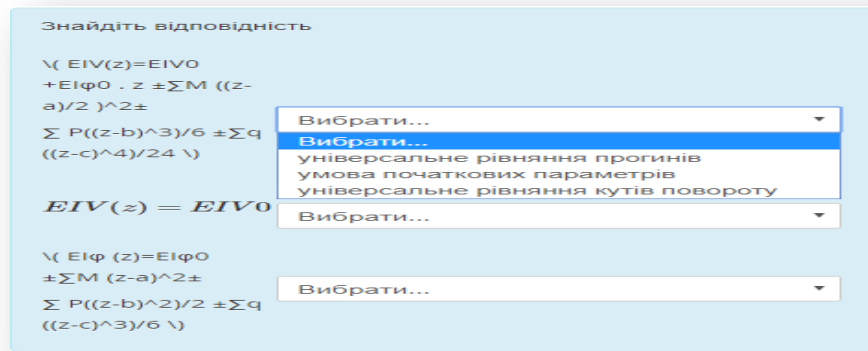 Знайдіть відповідність
\( EIV(z)=EIV0
+EIφ0 . z ±∑M ((z-
a)/2 )^2±
∑ P((z-b)^3)/6 ±∑q
((z-c)^4)/24 \)
Вибрати...
Вибрати...
універсальне рівняння прогинів
умова початкових параметрів
універсальне рівняння кутів повороту
EIV(z) = EIV0
Вибрати...
\( EIφ (z)=EIφ0
±∑M (z-a)^2±
∑ P((z-b)^2)/2 ±∑q
((z-c)^3)/6 \)
Вибрати...